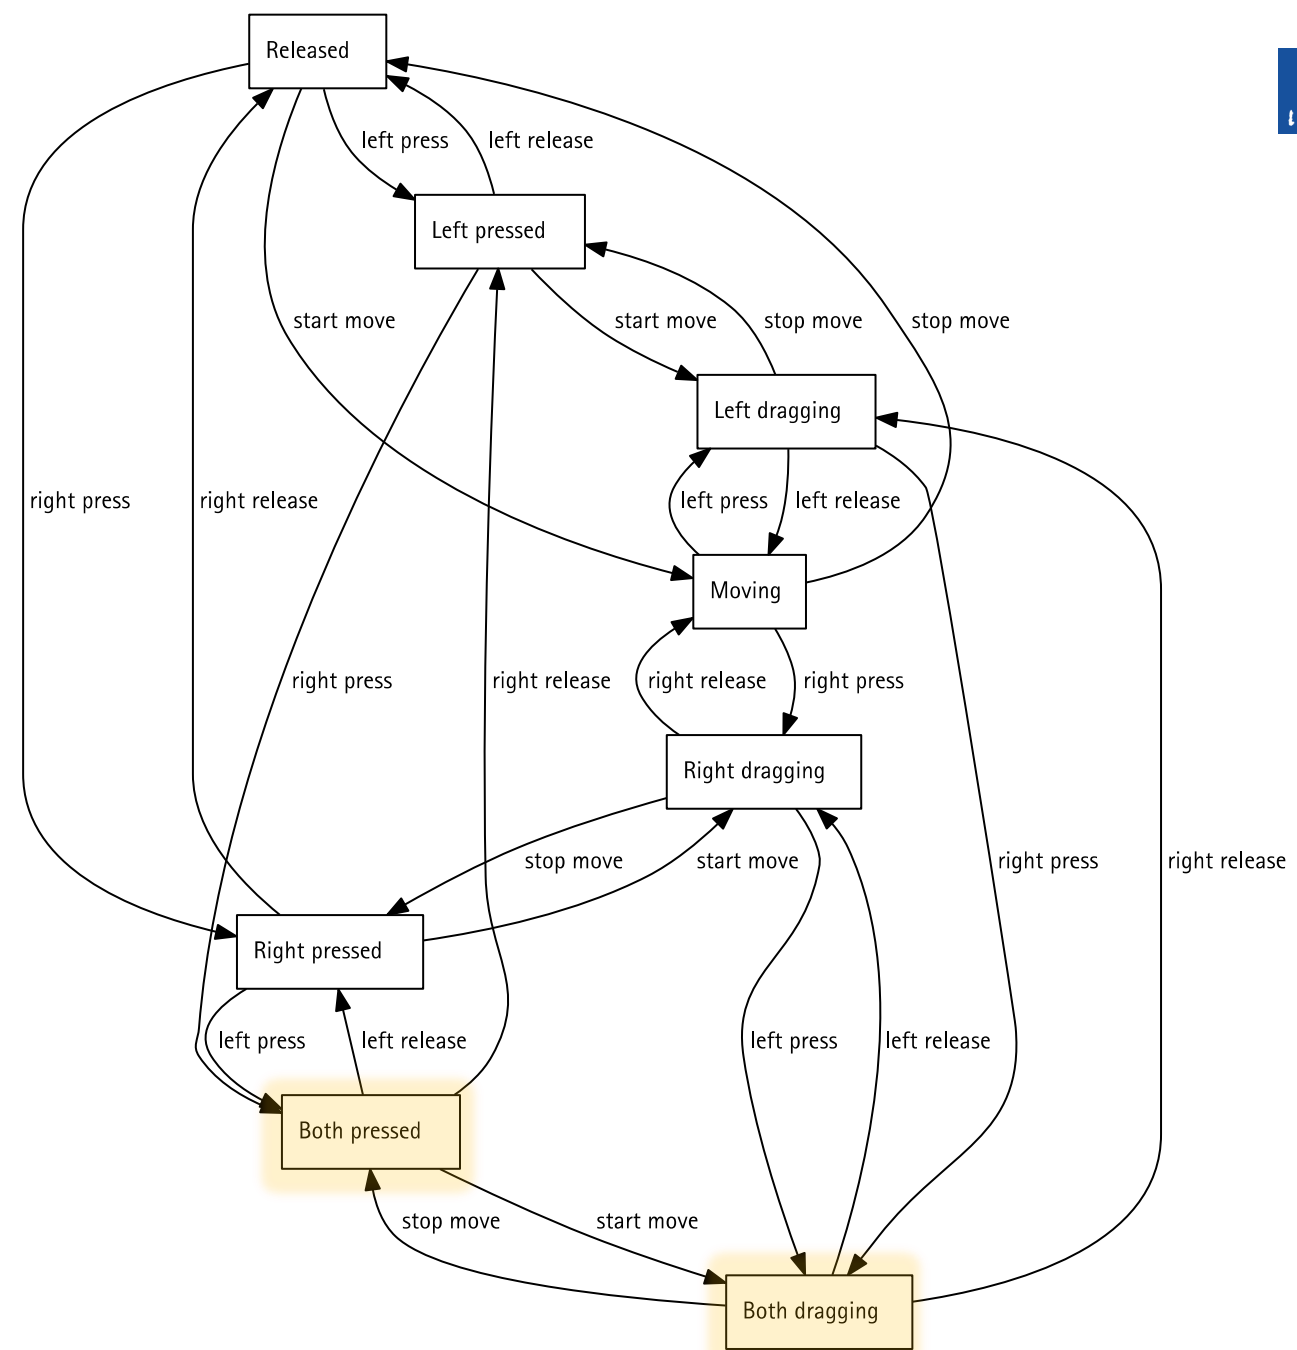 Released
left press
left release
Left pressed
start move
start move
stop move
stop move
Left dragging
right press
right release
left press
left release
Moving
right press
right release
right release
right press
Right dragging
stop move
start move
right press
right release
Right pressed
left press
left release
left press
left release
Both pressed
stop move
start move
Both dragging